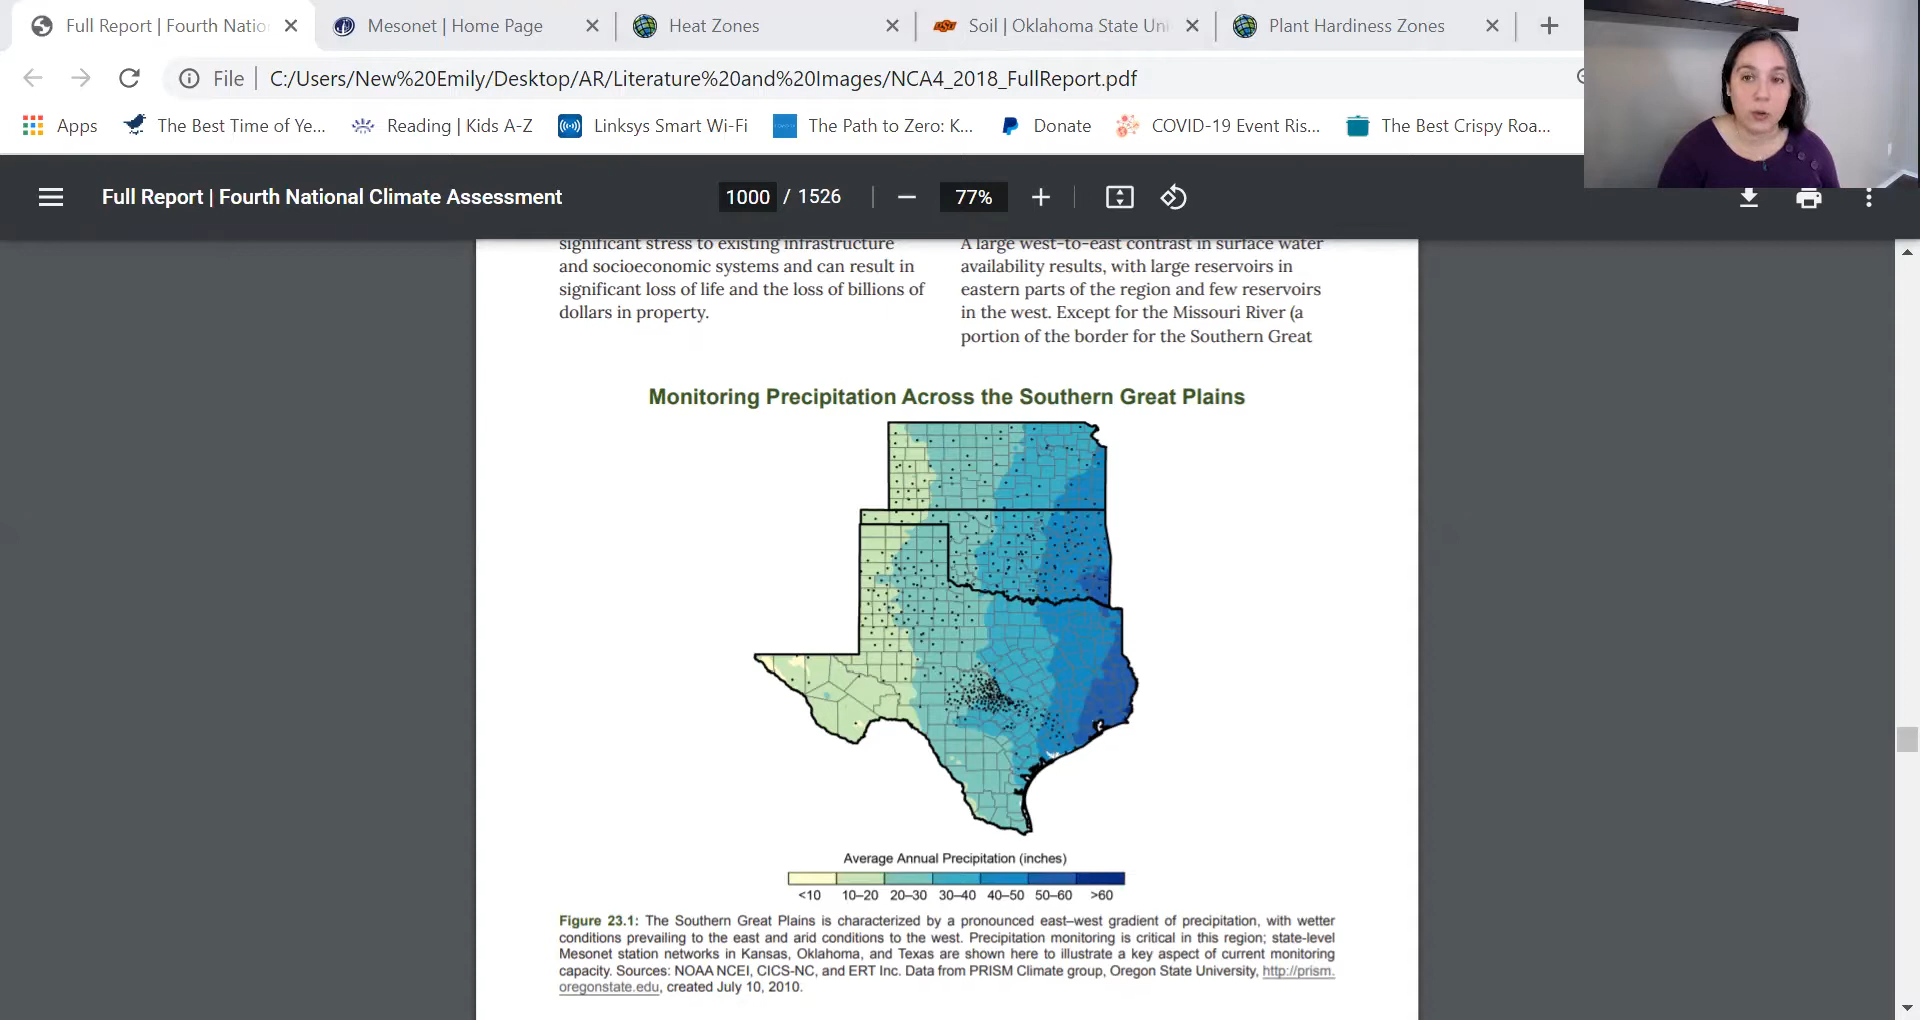 Full Report | Fourth Natio
Mesonet | Home Page
Heat Zones
Soil | Oklahoma State Uni
Plant Hardiness Zones
File
C:/Users/New%20Emily/Desktop/AR/Literature%20and%20Images/NCA4_2018_FullReport.pdf
Apps
The Best Time of Ye...
Reading | Kids A-Z
Linksys Smart Wi-Fi
The Path to Zero: K...
Donate
COVID-19 Event Ris...
The Best Crispy Roa...
Full Report | Fourth National Climate Assessment
1000 / 1526
77%
significant stress to existing infrastructure
and socioeconomic systems and can result in
significant loss of life and the loss of billions of
dollars in property.
A large west-to-east contrast in surface water
availability results, with large reservoirs in
eastern parts of the region and few reservoirs
in the west. Except for the Missouri River (a
portion of the border for the Southern Great
Monitoring Precipitation Across the Southern Great Plains
Average Annual Precipitation (inches)
<10 10–20 20–30 30–40 40–50 50–60 >60
Figure 23.1: The Southern Great Plains is characterized by a pronounced east–west gradient of precipitation, with wetter
conditions prevailing to the east and arid conditions to the west. Precipitation monitoring is critical in this region; state-level
Mesonet station networks in Kansas, Oklahoma, and Texas are shown here to illustrate a key aspect of current monitoring
capacity. Sources: NOAA NCEI, CICS-NC, and ERT Inc. Data from PRISM Climate group, Oregon State University, http://prism.
oregonstate.edu, created July 10, 2010.